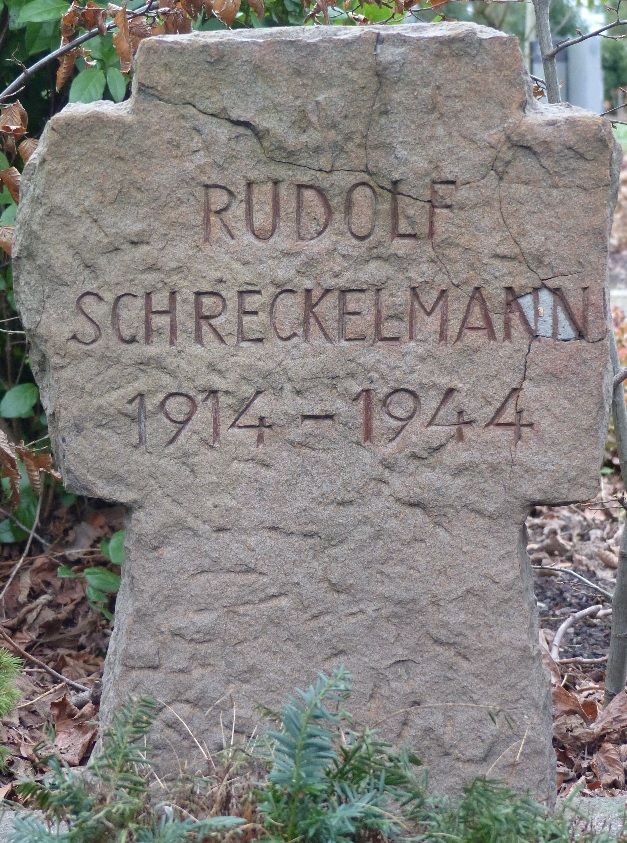 RUDOLF
SCHRECKELMANN
1914 - 1944